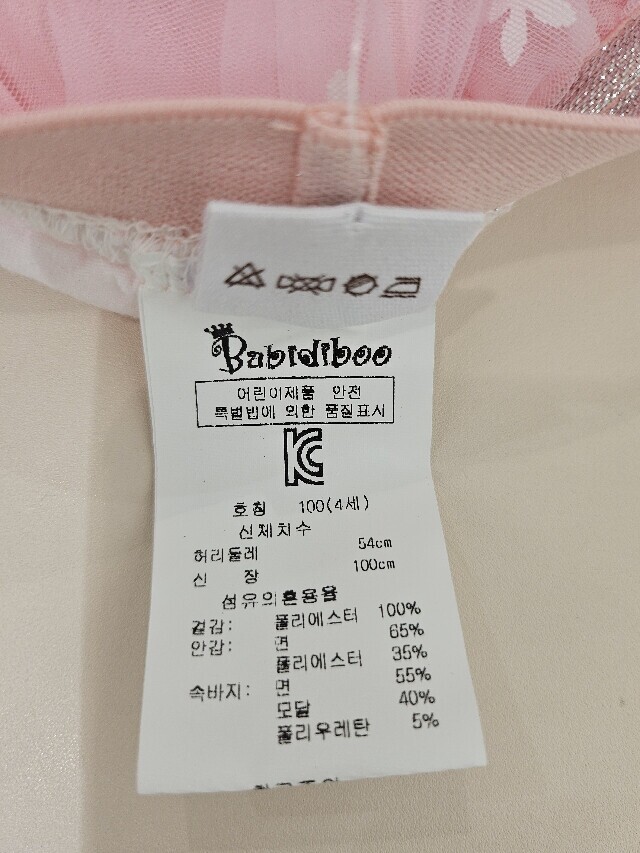 Babidiboo
어린이제품 안전
특별법에 의한 품질표시
KC
호칭 100(4세)
신체치수
허리둘레 54cm
신 장 100cm
섬유의혼용율
겉감: 폴리에스터 100%
안감: 면 65%
폴리에스터 35%
속바지: 면 55%
모달 40%
폴리우레탄 5%